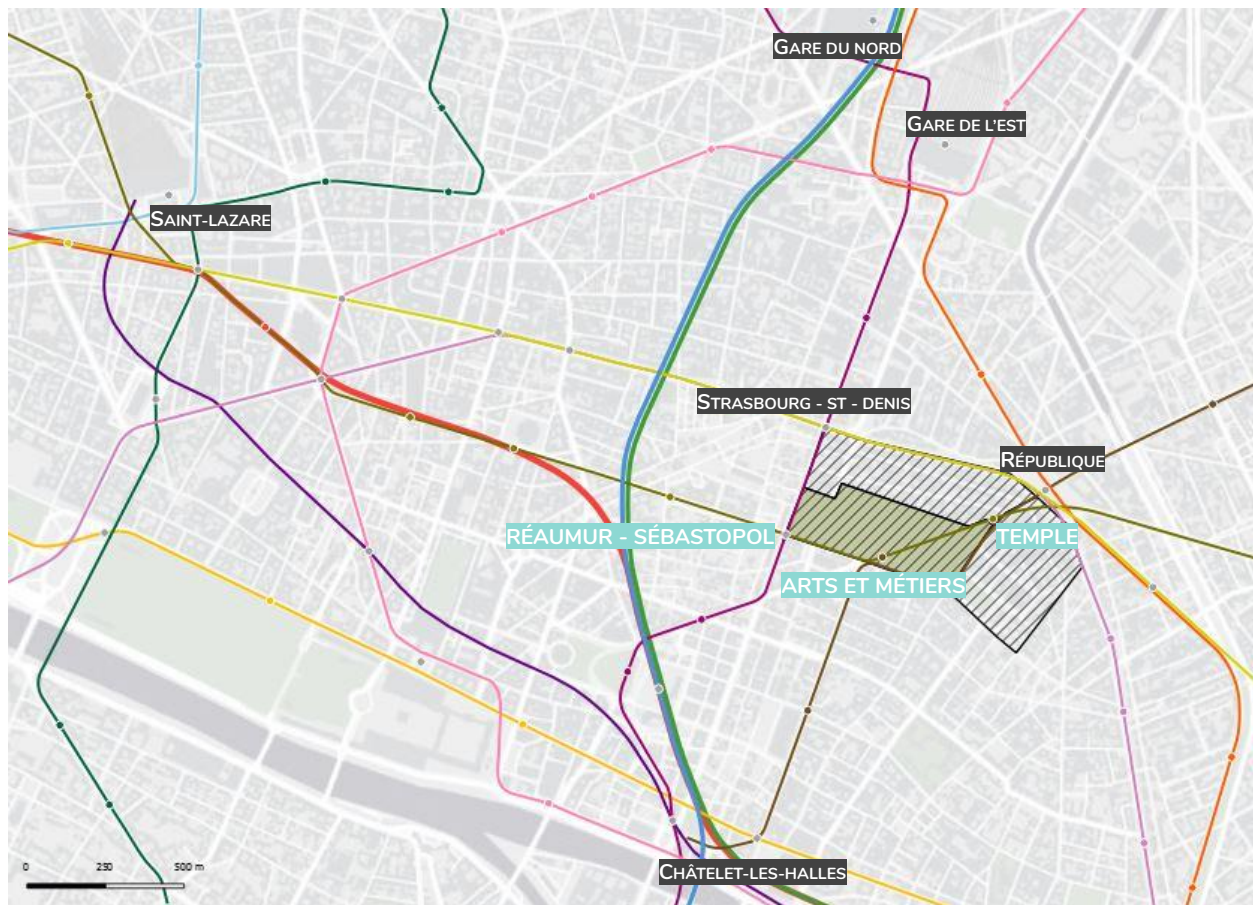 GARE DU NORD
GARE DE L'EST
SAINT-LAZARE
STRASBOURG - ST - DENIS
RÉPUBLIQUE
RÉAUMUR - SÉBASTOPOL
TEMPLE
ARTS ET MÉTIERS
0 250 500 m
CHÂTELET-LES-HALLES